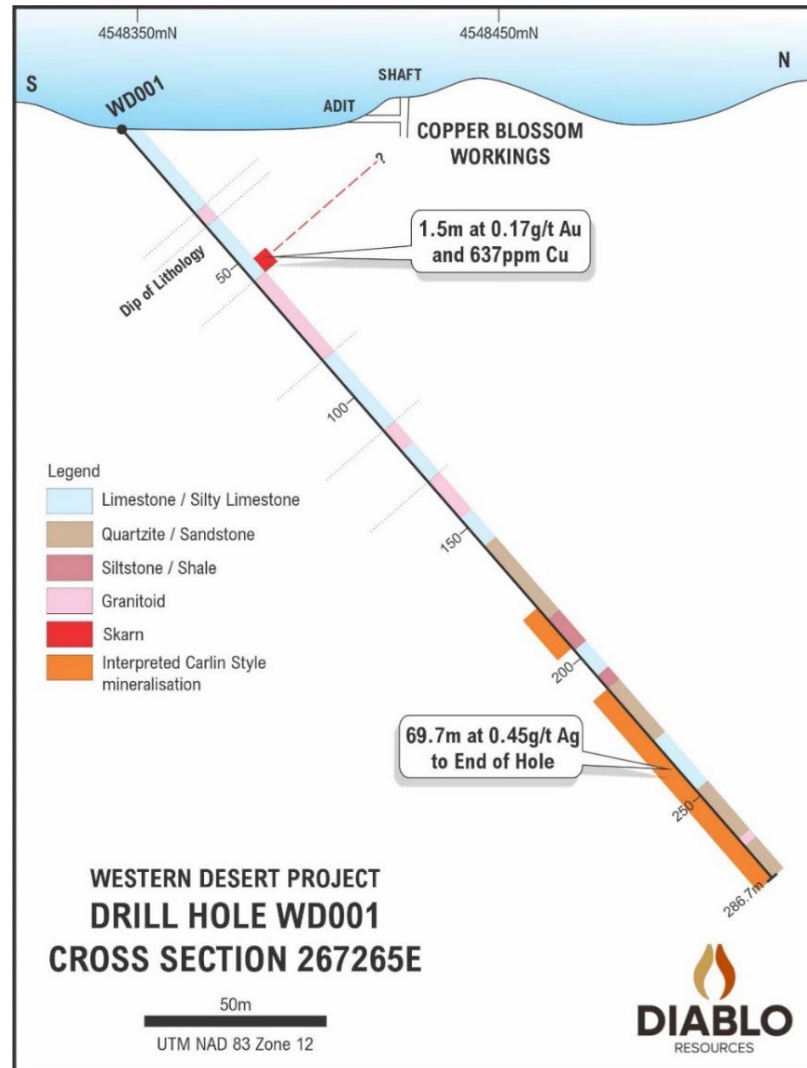 4548350mN
4548450mN
S
N
WD001
SHAFT
ADIT
COPPER BLOSSOM
WORKINGS
?
1.5m at 0.17g/t Au
and 637ppm Cu
Dip of Lithology
50
100
150
200
250
286.7m
Legend
Limestone / Silty Limestone
Quartzite / Sandstone
Siltstone / Shale
Granitoid
Skarn
Interpreted Carlin Style
mineralisation
69.7m at 0.45g/t Ag
to End of Hole
WESTERN DESERT PROJECT
DRILL HOLE WD001
CROSS SECTION 267265E
50m
UTM NAD 83 Zone 12
DIABLO
RESOURCES